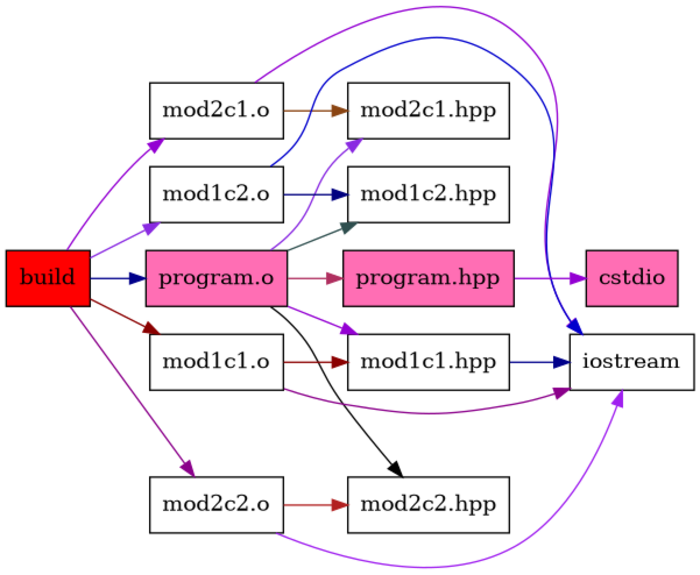 mod2c1.o
mod2c1.hpp
mod1c2.o
mod1c2.hpp
build
program.o
program.hpp
cstdio
mod1c1.o
mod1c1.hpp
iostream
mod2c2.o
mod2c2.hpp